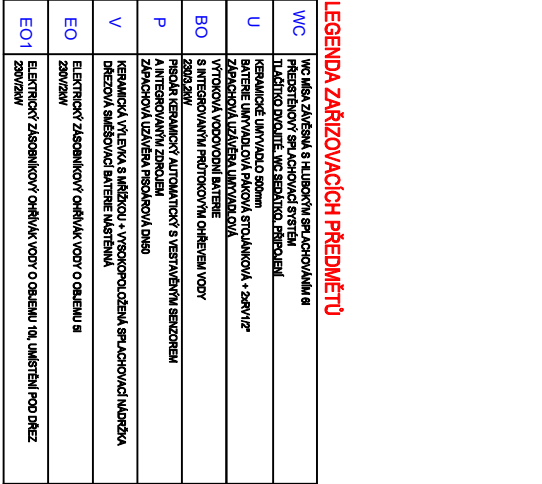 LEGENDA ZAŘIZOVACÍCH PŘEDMĚTŮ
WC
WC MÍSA ZÁVĚSNÁ S HLUBOKÝM SPLACHOVÁNÍM 6l
PŘEDSTĚNOVÝ SPLACHOVACÍ SYSTÉM
TLAČÍTKO DVOJITÉ, WC SEDÁTKO, PŘIPOJENÍ
U
KERAMICKÉ UMYVADLO 500mm
BATERIE UMYVADLOVÁ PÁKOVÁ STOJÁNKOVÁ + 2xRV1/2"
ZÁPACHOVÁ UZÁVĚRA UMYVADLOVÁ
BO
VÝTOKOVÁ VODOVODNÍ BATERIE
S INTEGROVANÝM PRŮTOKOVÝM OHŘEVEM VODY
230/3,2kW
P
PISOÁR KERAMICKÝ AUTOMATICKÝ S VESTAVĚNÝM SENZOREM
A INTEGROVANÝM ZDROJEM
ZÁPACHOVÁ UZÁVĚRA PISOÁROVÁ DN50
V
KERAMICKÁ VÝLEVKA S MŘÍŽKOU + VYSOKOPOLOŽENÁ SPLACHOVACÍ NÁDRŽKA
DŘEZOVÁ SMĚŠOVACÍ BATERIE NÁSTĚNNÁ
EO
ELEKTRICKÝ ZÁSOBNÍKOVÝ OHŘÍVÁK VODY O OBJEMU 5l
230V/2kW
EO1
ELEKTRICKÝ ZÁSOBNÍKOVÝ OHŘÍVÁK VODY O OBJEMU 10l, UMÍSTĚNÍ POD DŘEZ
230V/2kW